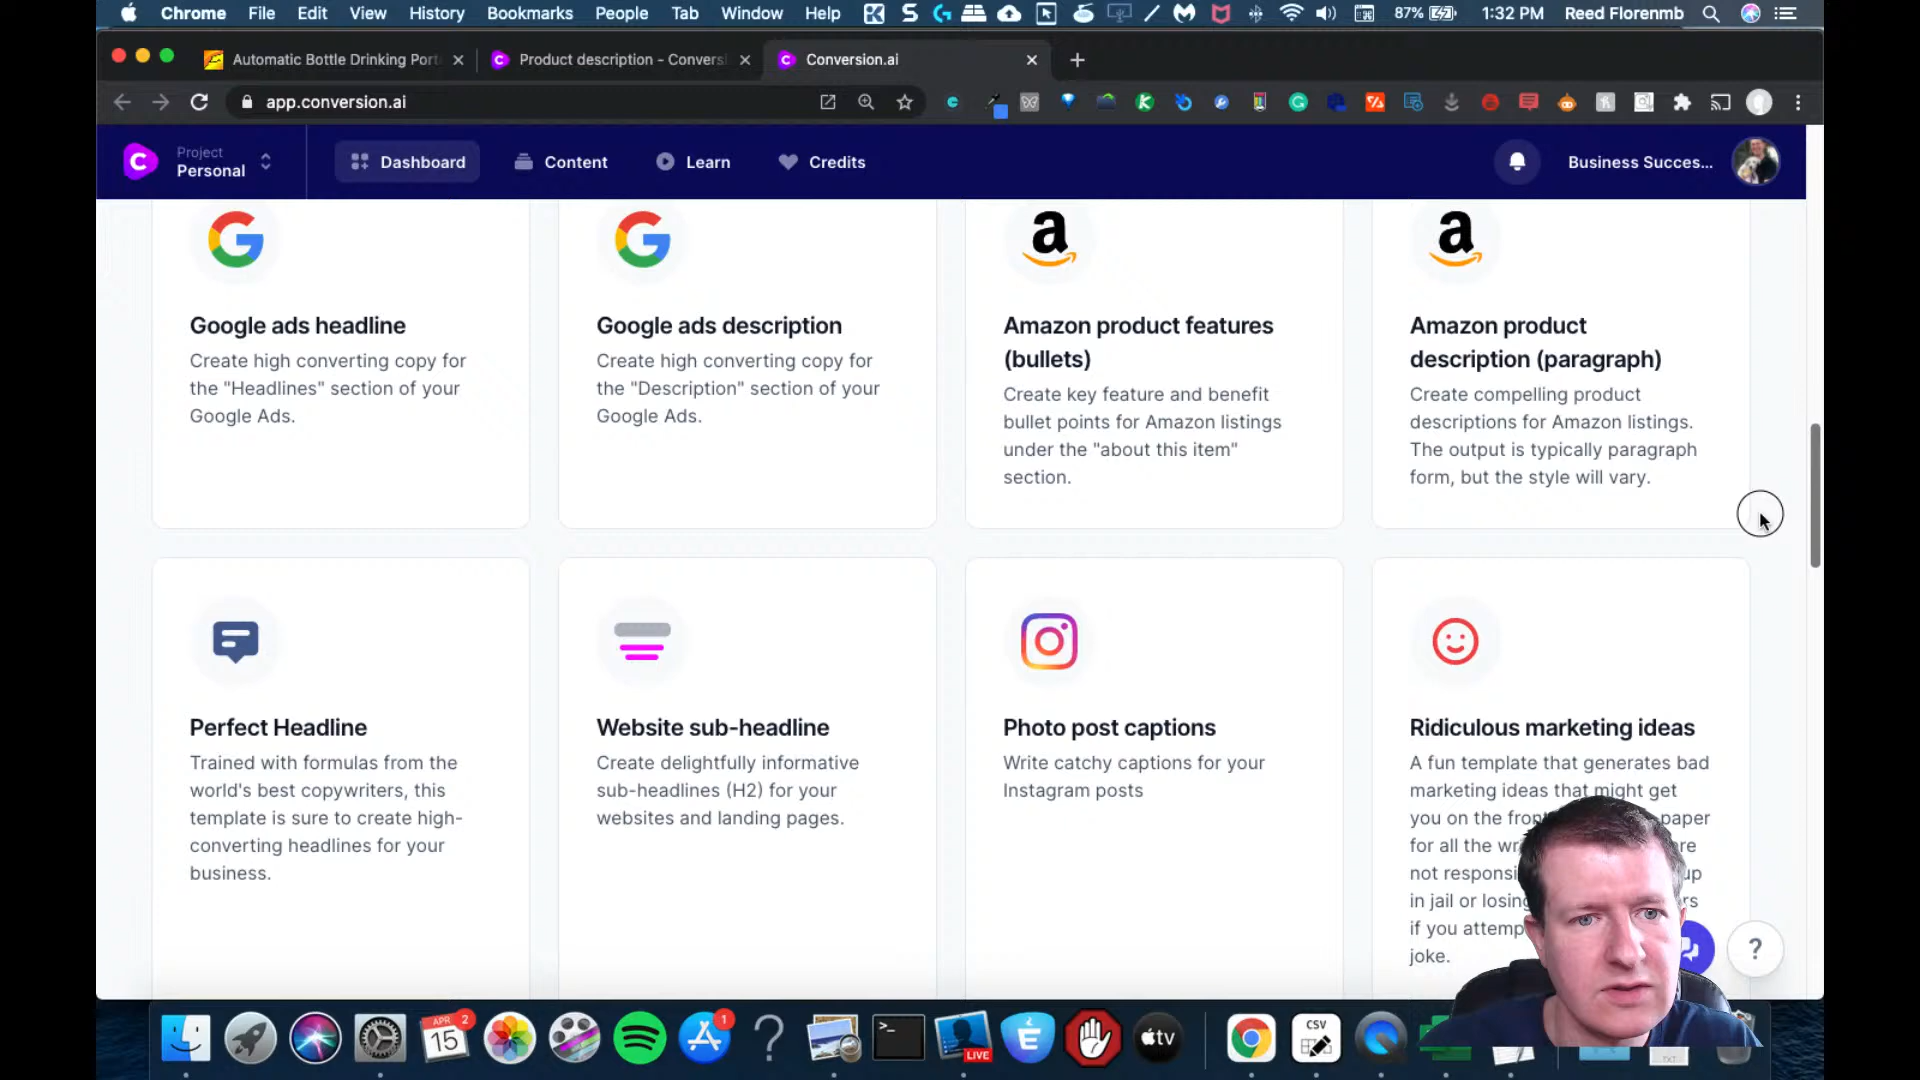 Chrome File Edit View History Bookmarks People Tab Window Help 87% 1:32 PM Reed Florenmb
Automatic Bottle Drinking Port
Product description – Convers
Conversion.ai
app.conversion.ai
Project
Personal
Dashboard
Content
Learn
Credits
Business Succes...
Google ads headline
Create high converting copy for
the "Headlines" section of your
Google Ads.
Google ads description
Create high converting copy for
the "Description" section of your
Google Ads.
Amazon product features
(bullets)
Create key feature and benefit
bullet points for Amazon listings
under the "about this item"
section.
Amazon product
description (paragraph)
Create compelling product
descriptions for Amazon listings.
The output is typically paragraph
form, but the style will vary.
Perfect Headline
Trained with formulas from the
world's best copywriters, this
template is sure to create high-
converting headlines for your
business.
Website sub-headline
Create delightfully informative
sub-headlines (H2) for your
websites and landing pages.
Photo post captions
Write catchy captions for your
Instagram posts
Ridiculous marketing ideas
A fun template that generates bad
marketing ideas that might get
you on the paper
for all the
not up
in jail or
if you
joke.
?
APR 2
15
1
LIVE
tv
CSV
TXT